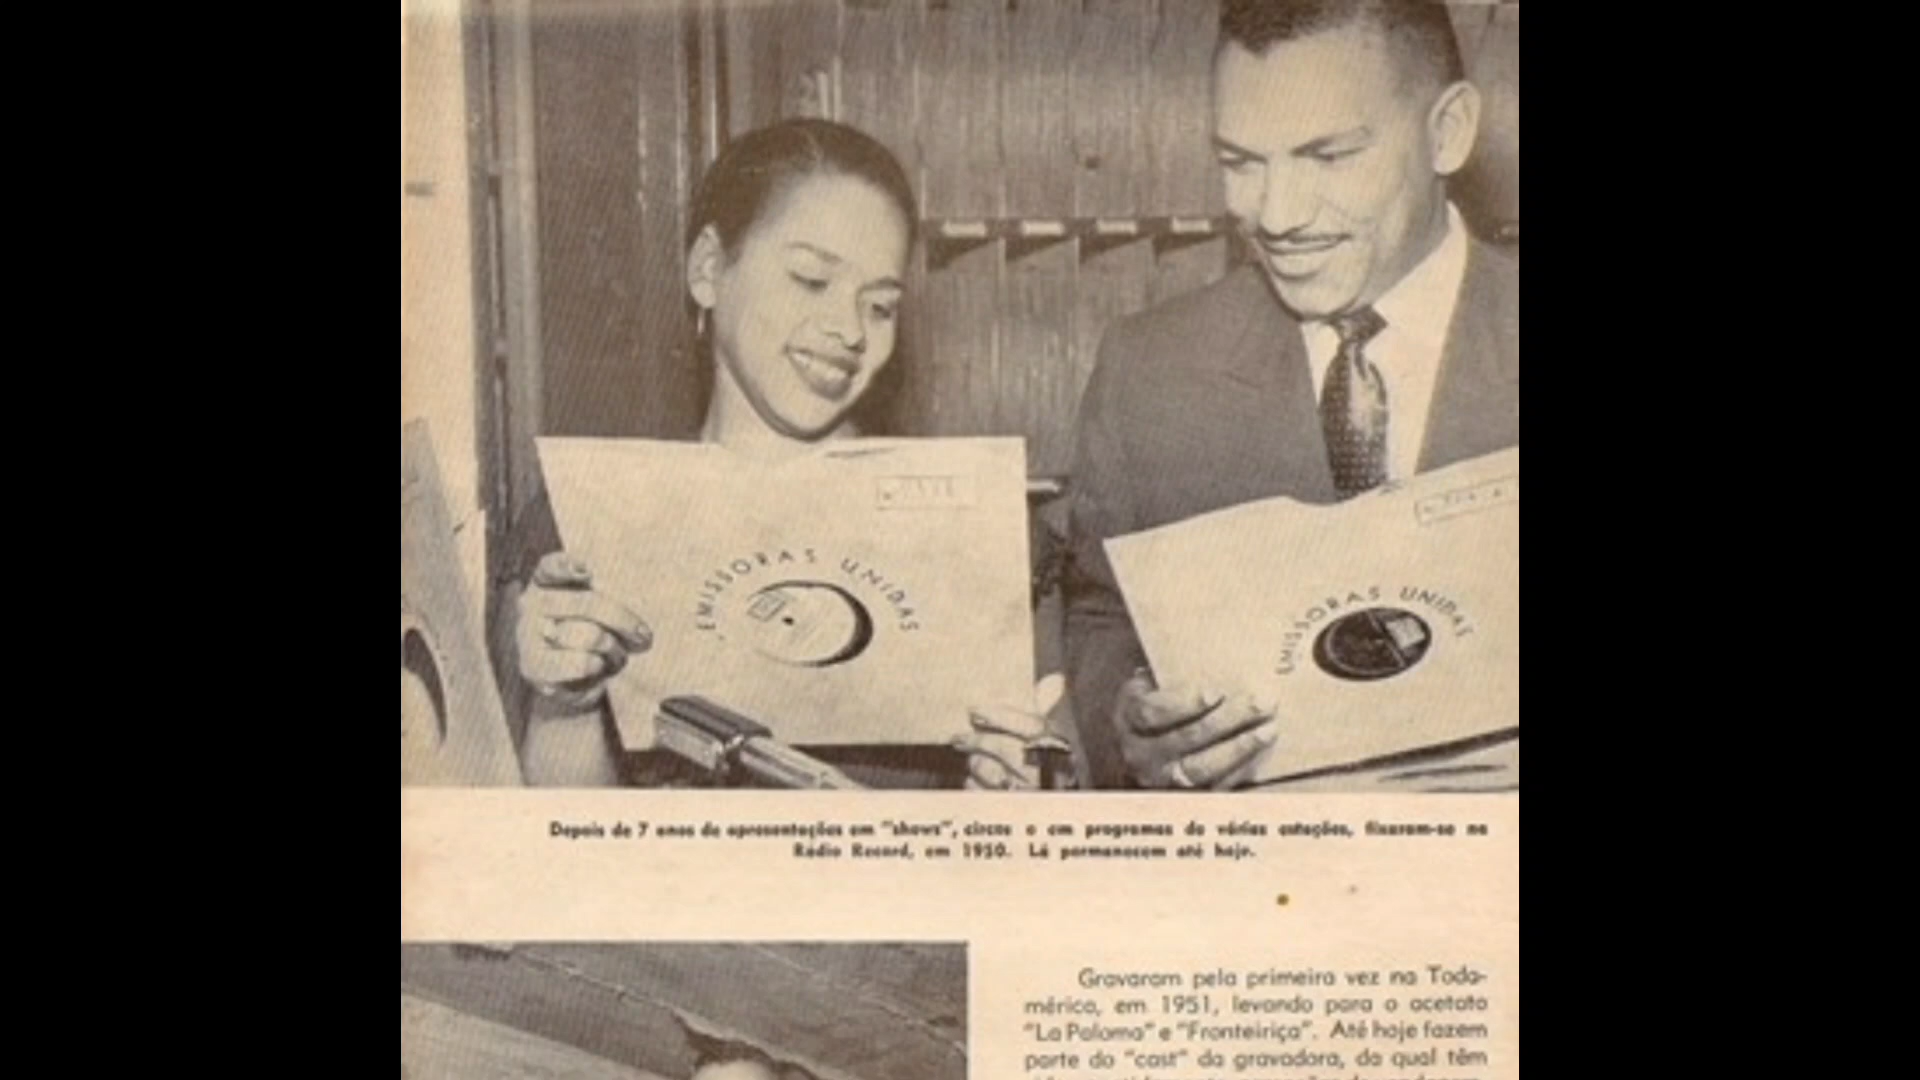 EMISSORAS UNIDAS
EMISSORAS UNIDAS
Depois de 7 anos de apresentações em "shows", circos e em programas de várias estações, fixaram-se na
Rádio Record, em 1950. Lá permanecem até hoje.
Gravaram pela primeira vez na Toda-
mérica, em 1951, levando para o acetato
"La Paloma" e "Fronteiriça". Até hoje fazem
parte do "cast" da gravadora, da qual têm